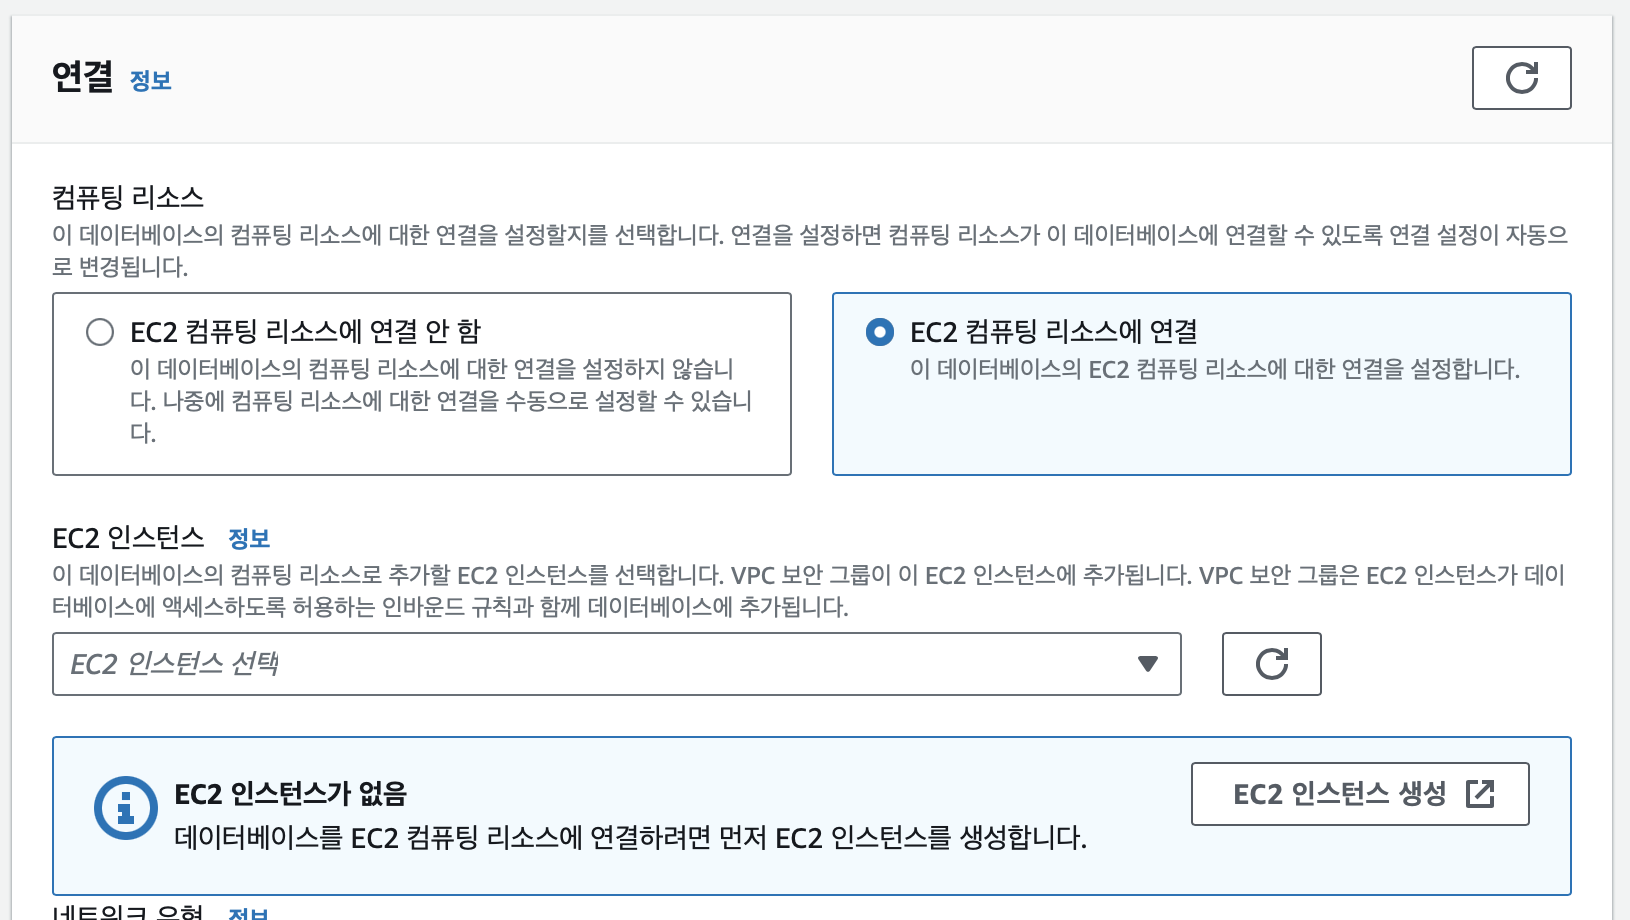 연결 정보
컴퓨팅 리소스
이 데이터베이스의 컴퓨팅 리소스에 대한 연결을 설정할지를 선택합니다. 연결을 설정하면 컴퓨팅 리소스가 이 데이터베이스에 연결할 수 있도록 연결 설정이 자동으
로 변경됩니다.
EC2 컴퓨팅 리소스에 연결 안 함
이 데이터베이스의 컴퓨팅 리소스에 대한 연결을 설정하지 않습니
다. 나중에 컴퓨팅 리소스에 대한 연결을 수동으로 설정할 수 있습니
다.
EC2 컴퓨팅 리소스에 연결
이 데이터베이스의 EC2 컴퓨팅 리소스에 대한 연결을 설정합니다.
EC2 인스턴스 정보
이 데이터베이스의 컴퓨팅 리소스로 추가할 EC2 인스턴스를 선택합니다. VPC 보안 그룹이 이 EC2 인스턴스에 추가됩니다. VPC 보안 그룹은 EC2 인스턴스가 데이
터베이스에 액세스하도록 허용하는 인바운드 규칙과 함께 데이터베이스에 추가됩니다.
EC2 인스턴스 선택
EC2 인스턴스가 없음
데이터베이스를 EC2 컴퓨팅 리소스에 연결하려면 먼저 EC2 인스턴스를 생성합니다.
EC2 인스턴스 생성
네트워크 유형 정보